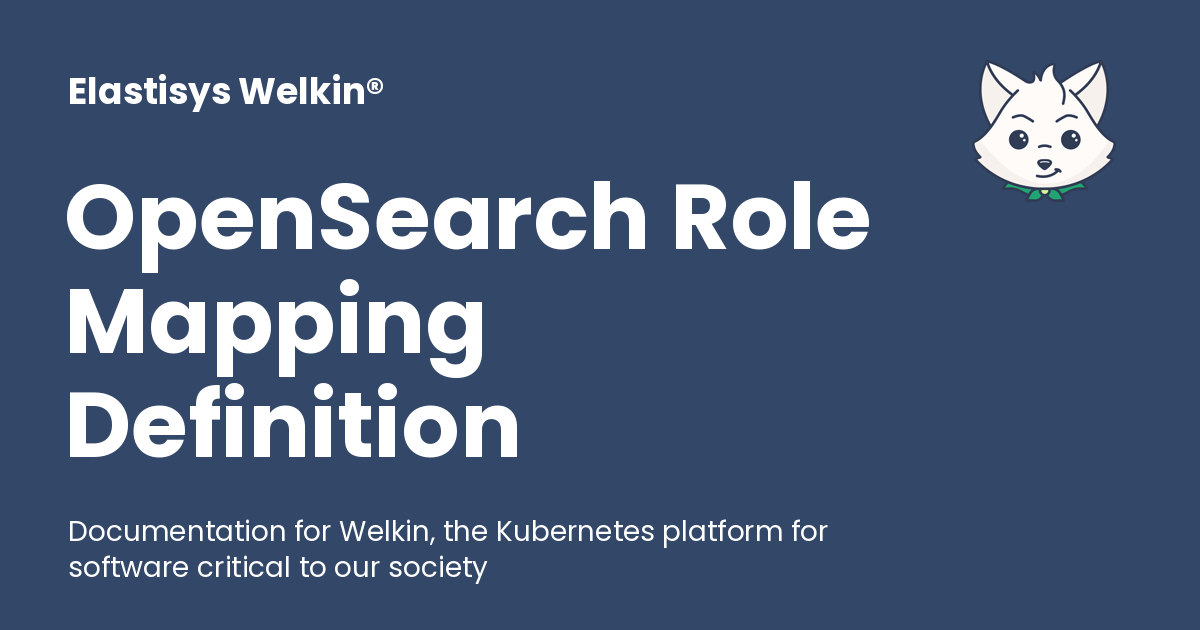 Elastisys Welkin®
OpenSearch Role
Mapping
Definition
Documentation for Welkin, the Kubernetes platform for
software critical to our society